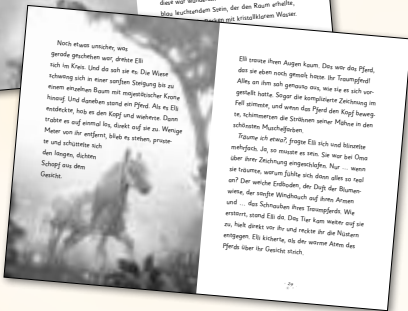 diese war
blau leuchtendem Stein, der den Raum erhellte,
mit kristallklarem Wasser.
Noch etwas unsicher, was
gerade geschehen war, drehte Elli
sich im Kreis. Und da sah sie: Die Wiese
schwang sich in einer sanften Steigung bis zu
einem einzelnen Baum mit majestätischer Krone
hinauf. Und daneben stand ein Pferd. Als es Elli
entdeckte, hob es den Kopf und wieherte. Dann
trabte es auf einmal los, direkt auf sie zu. Wenige
Meter von ihr entfernt, blieb es stehen, pruste-
te und schüttelte sich
den langen, dichten
Schopf aus dem
Gesicht.
Elli traute ihren Augen kaum. Das war das Pferd,
das sie eben noch gemalt hatte. Ihr Traumpferd!
Alles an ihm sah genauso aus, wie sie es sich vor-
gestellt hatte. Sogar die komplizierte Zeichnung im
Fell stimmte, und wenn das Pferd den Kopf beweg-
te, schimmerten die Strähnen seiner Mähne in den
schönsten Muschelfarben.
Träume ich etwa?, fragte Elli sich und blinzelte
mehrfach. Ja, so musste es sein. Sie war bei Oma
über ihrer Zeichnung eingeschlafen. Nur ... wenn
sie träumte, warum fühlte sich dann alles so real
an? Der weiche Erdboden, der Duft der Blumen-
wiese, der sanfte Windhauch auf ihren Armen
und ... das Schnauben ihres Traumpferds. Wie
erstarrt, stand Elli da. Das Tier kam weiter auf sie
zu, hielt direkt vor ihr und reckte ihr die Nüstern
entgegen. Elli kicherte, als der warme Atem des
Pferds über ihr Gesicht strich.